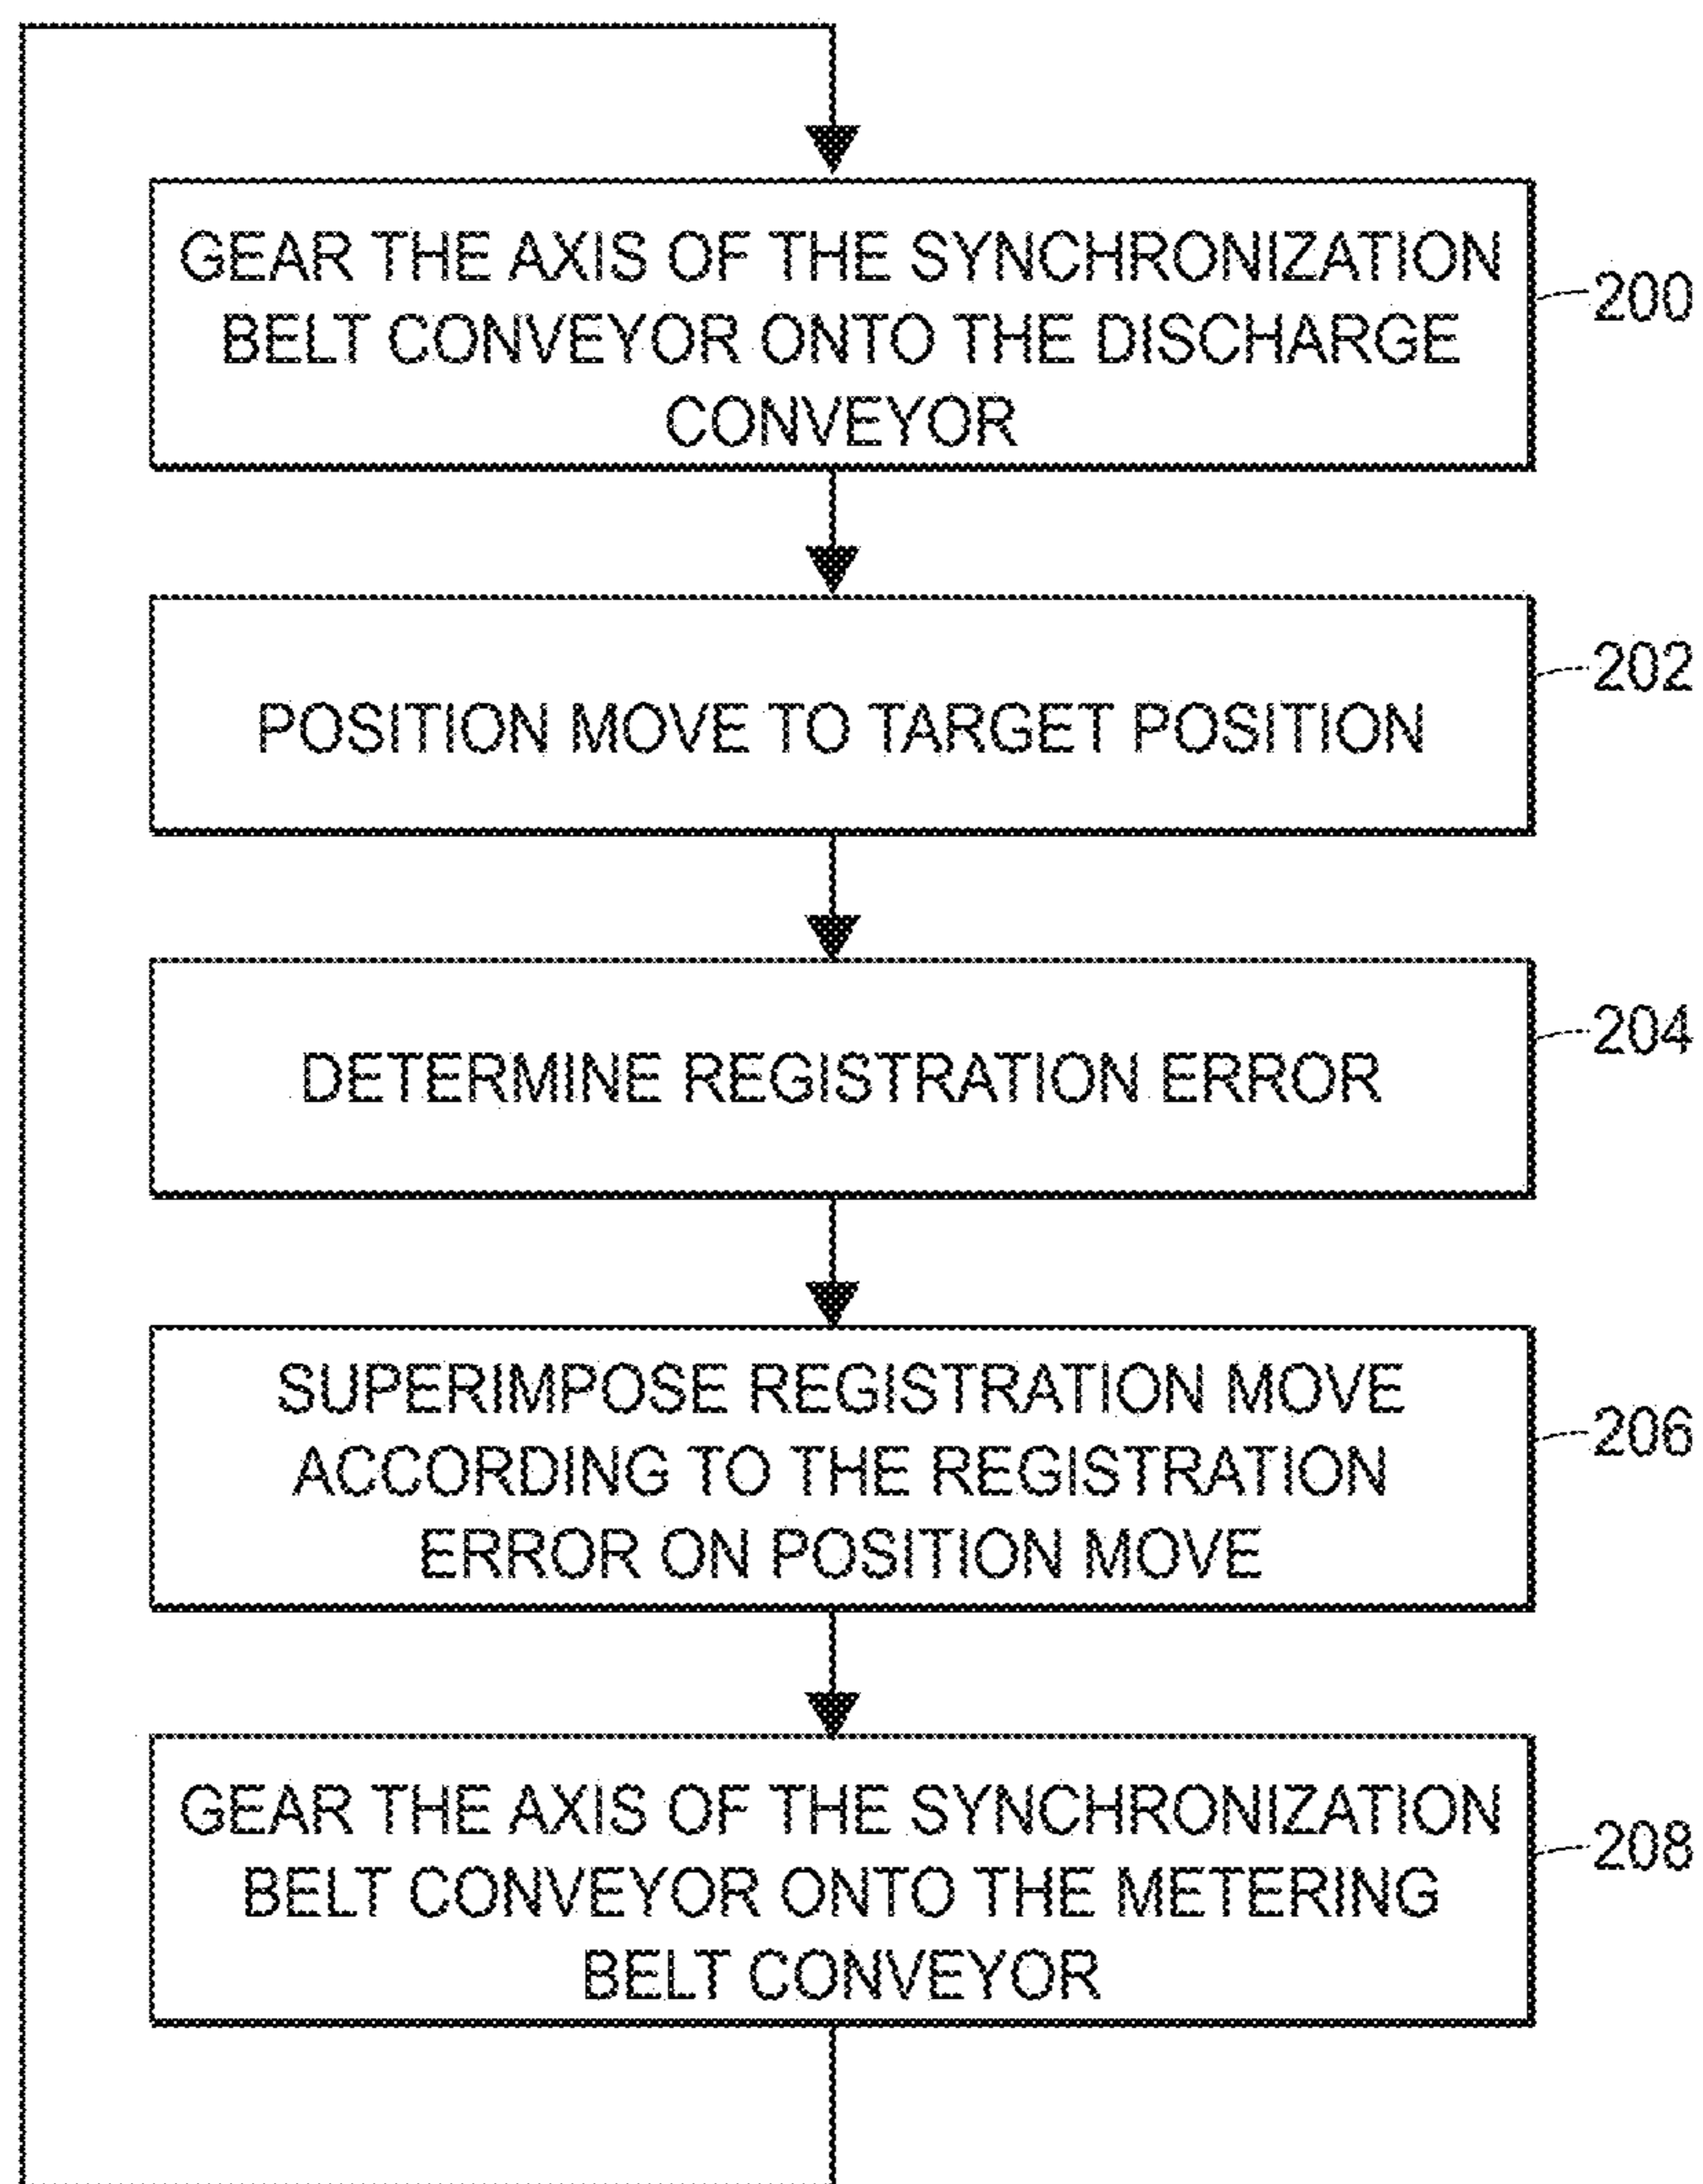 GEAR THE AXIS OF THE SYNCHRONIZATION
BELT CONVEYOR ONTO THE DISCHARGE
CONVEYOR
200
POSITION MOVE TO TARGET POSITION
202
DETERMINE REGISTRATION ERROR
204
SUPERIMPOSE REGISTRATION MOVE
ACCORDING TO THE REGISTRATION
ERROR ON POSITION MOVE
206
GEAR THE AXIS OF THE SYNCHRONIZATION
BELT CONVEYOR ONTO THE METERING
BELT CONVEYOR
208